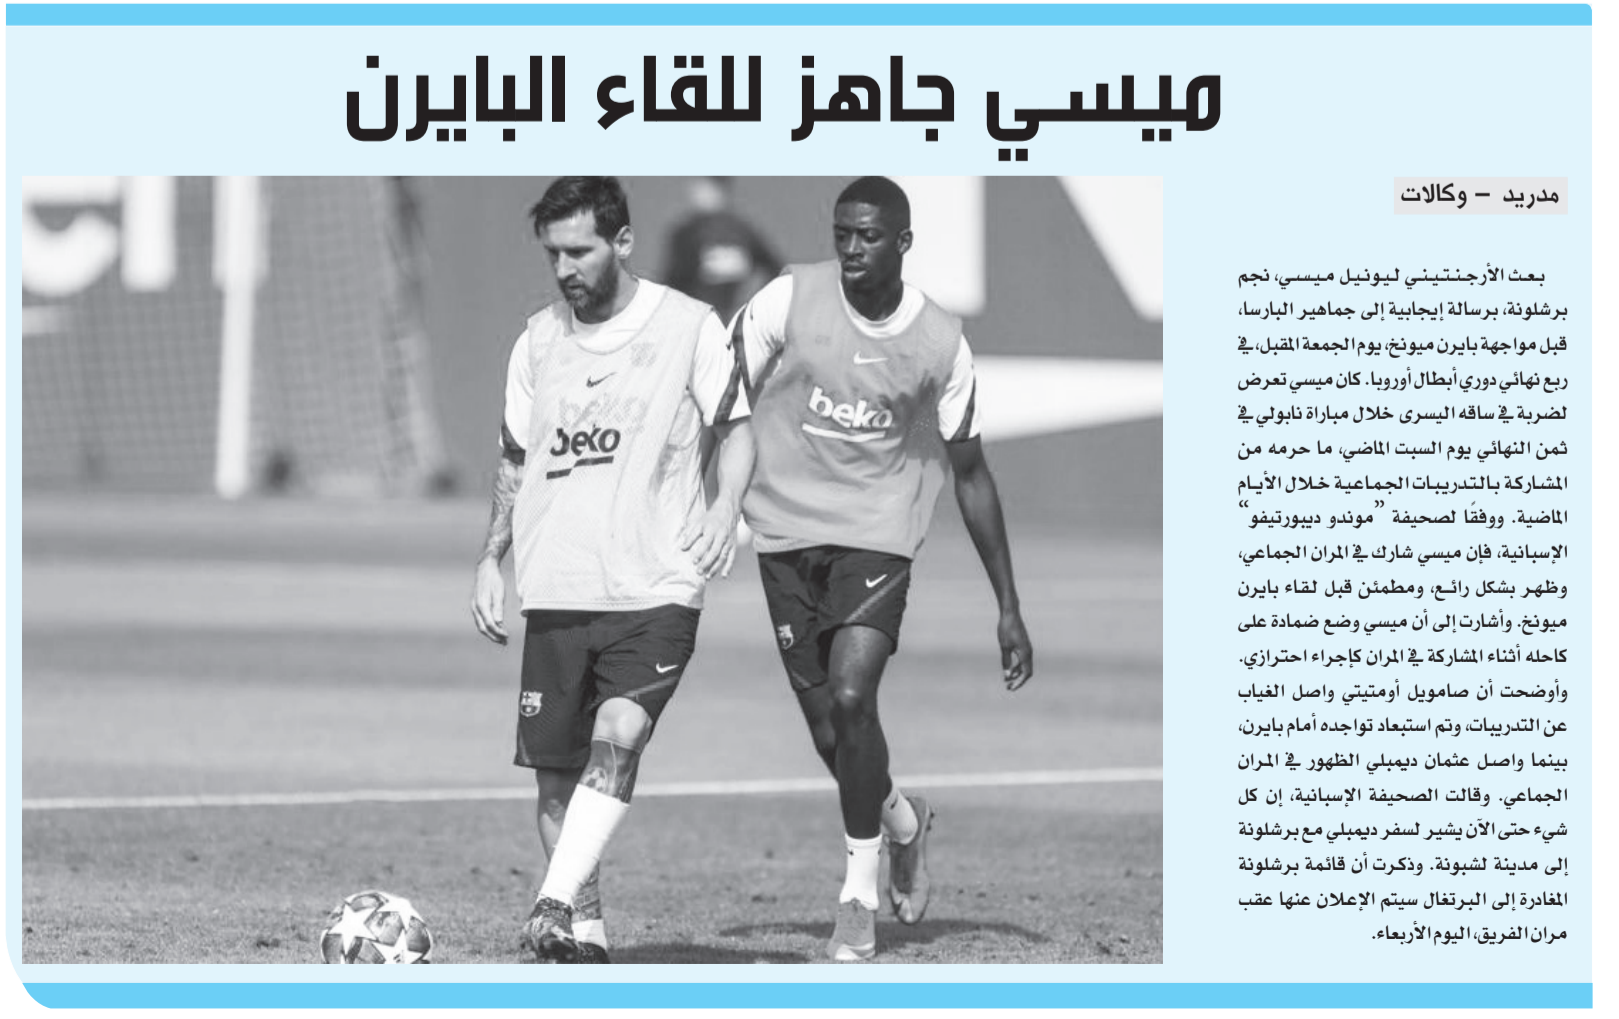 ميسي جاهز للقاء البايرن
مدريد – وكالات
بعث الأرجنتيني ليونيل ميسي، نجم
برشلونة، برسالة إيجابية إلى جماهير البارسا،
قبل مواجهة بايرن ميونخ، يوم الجمعة المقبل، في
ربع نهائي دوري أبطال أوروبا. كان ميسي تعرض
لضربة في ساقه اليسرى خلال مباراة نابولي في
ثمن النهائي يوم السبت الماضي، ما حرمه من
المشاركة بالتدريبات الجماعية خلال الأيام
الماضية. ووفقًا لصحيفة ”موندو ديبورتيفو“
الإسبانية، فإن ميسي شارك في المران الجماعي،
وظهر بشكل رائع، ومطمئن قبل لقاء بايرن
ميونخ. وأشارت إلى أن ميسي وضع ضمادة على
كاحله أثناء المشاركة في المران كإجراء احترازي.
وأوضحت أن صامويل أومتيتي واصل الغياب
عن التدريبات، وتم استبعاد تواجده أمام بايرن،
بينما واصل عثمان ديمبلي الظهور في المران
الجماعي. وقالت الصحيفة الإسبانية، إن كل
شيء حتى الآن يشير لسفر ديمبلي مع برشلونة
إلى مدينة لشبونة. وذكرت أن قائمة برشلونة
المغادرة إلى البرتغال سيتم الإعلان عنها عقب
مران الفريق، اليوم الأربعاء.
beko
beko